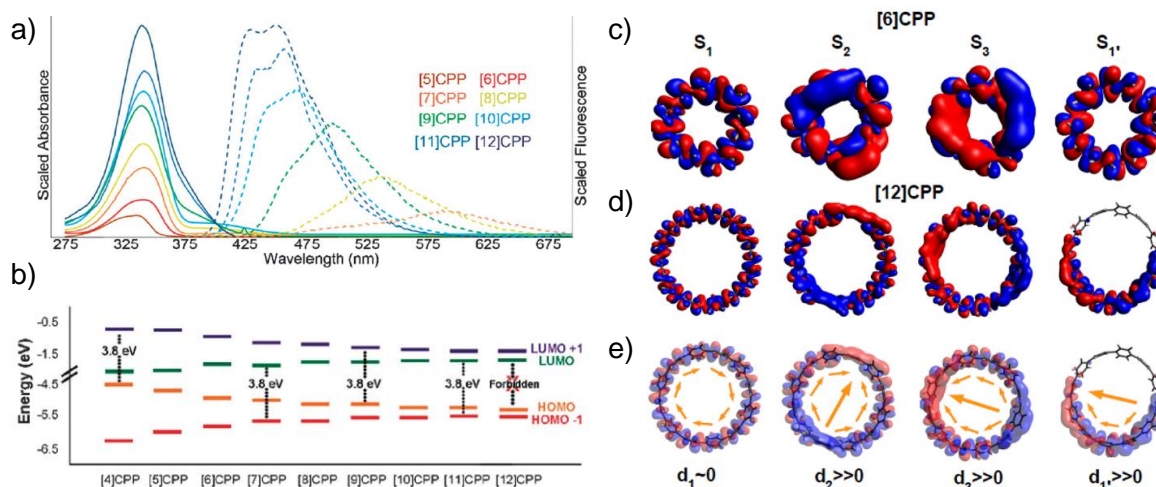 a)
Scaled Absorbance
[5]CPP [6]CPP
[7]CPP [8]CPP
[9]CPP [10]CPP
[11]CPP [12]CPP
Scaled Fluorescence
275 325 375 425 475 525 575 625 675
Wavelength (nm)
b)
Energy (eV)
-0.5
-1.5
-4.5
-5.5
-6.5
3.8 eV
3.8 eV
3.8 eV
3.8 eV
Forbidden
LUMO +1
LUMO
HOMO
HOMO -1
[4]CPP [5]CPP [6]CPP [7]CPP [8]CPP [9]CPP [10]CPP [11]CPP [12]CPP
c)
[6]CPP
S1 S2 S3 S1'
d)
[12]CPP
e)
d1~0 d2>>0 d3>>0 d1'>>0